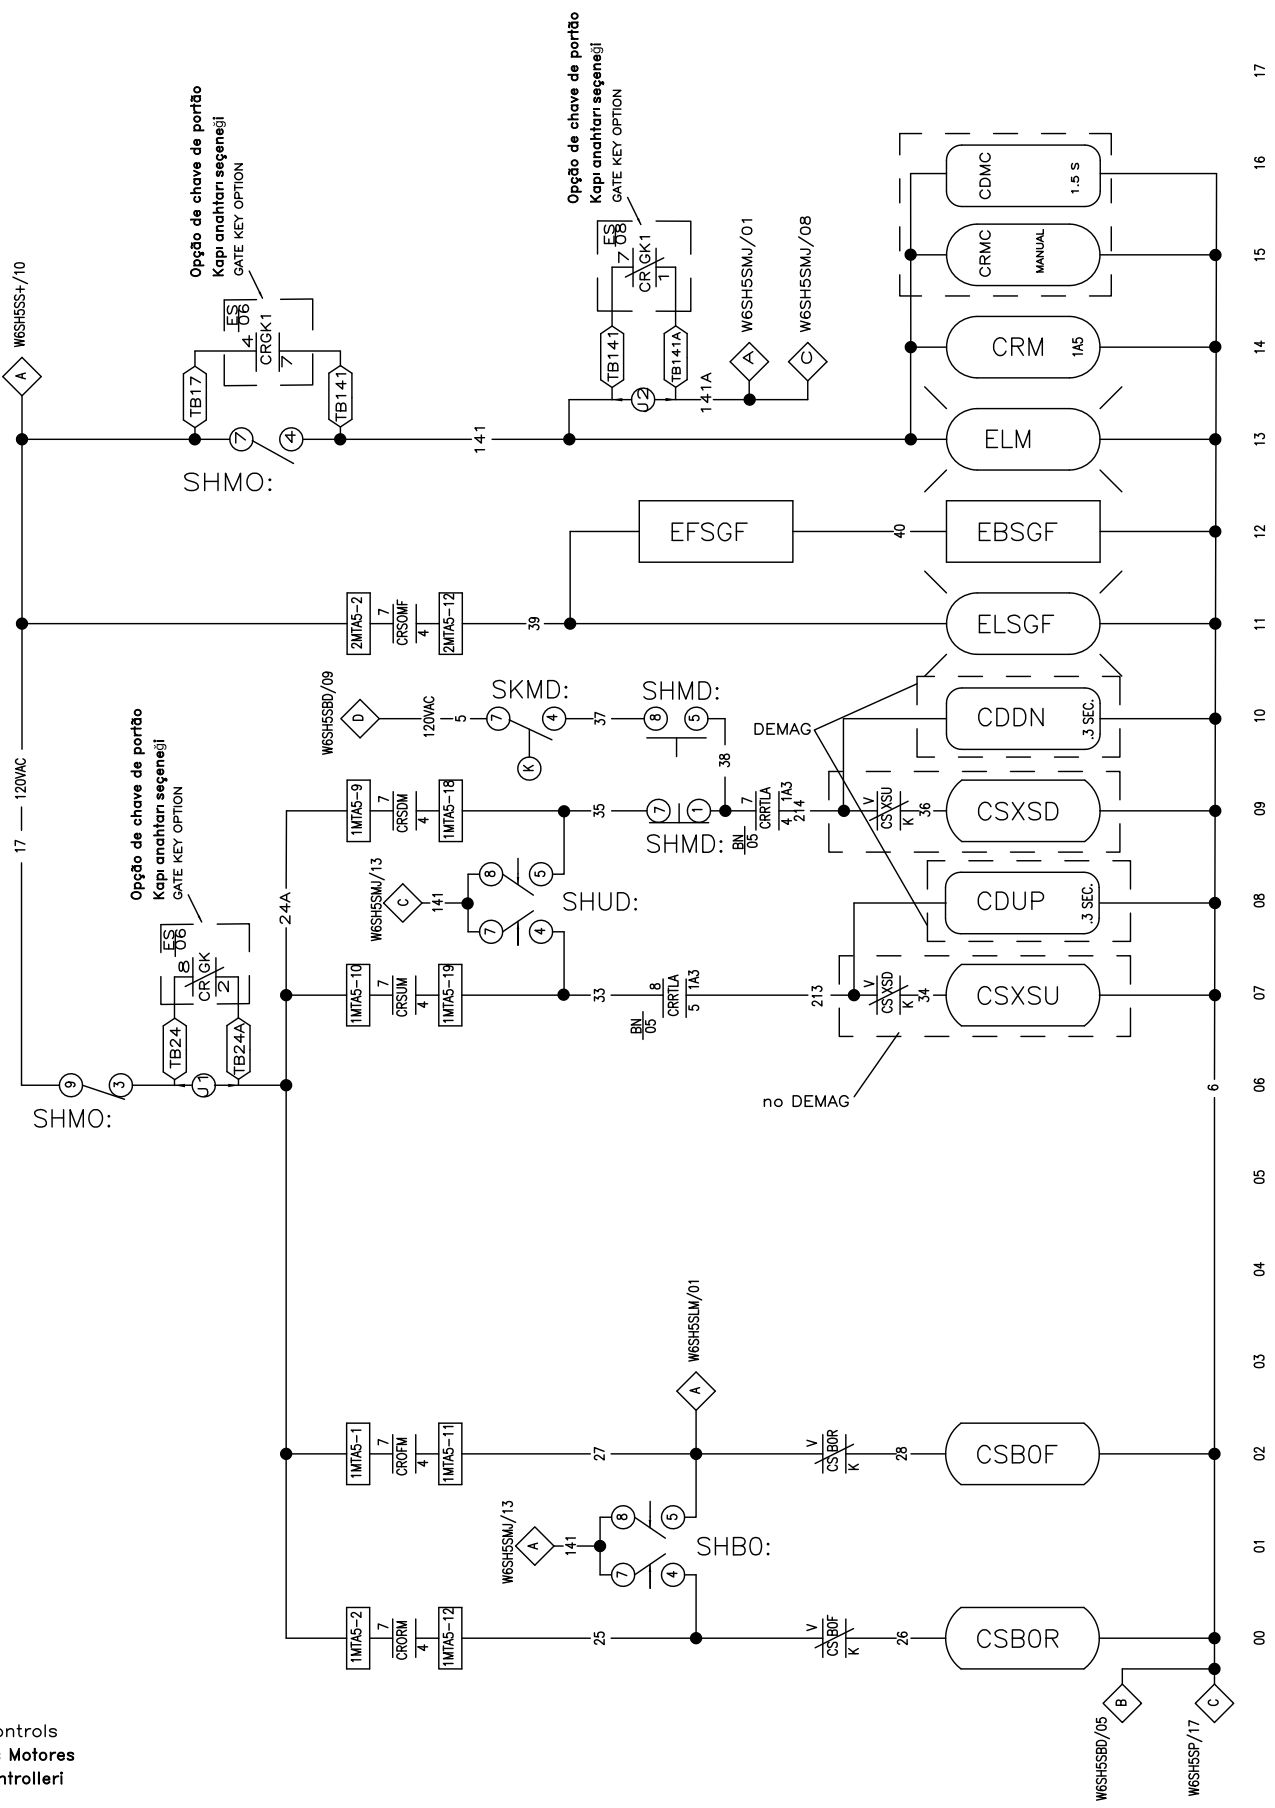 ontrols
s Motores
ntrolleri
W6SH5SS+/10
A
17
120VAC
SHMO:
9
3
TB24
TB24A
J1
8
CRGK
2
ES
06
Opção de chave de portão
Kapı anahtarı seçeneği
GATE KEY OPTION
24A
SHMO:
7
4
TB17
TB141
4
CRGK1
7
ES
06
Opção de chave de portão
Kapı anahtarı seçeneği
GATE KEY OPTION
141
TB141
TB141A
J2
141A
7
CRGK1
1
ES
08
Opção de chave de portão
Kapı anahtarı seçeneği
GATE KEY OPTION
A
W6SH5SMJ/01
C
W6SH5SMJ/08
1MTA5-2
7
CRORM
4
1MTA5-12
25
V
CSBOF
K
26
CSBOR
00
W6SH5SMJ/13
A
141
7
8
4
5
SHBO:
01
1MTA5-1
7
CROFM
4
1MTA5-11
27
A
W6SH5SLM/01
V
CSBOR
K
28
CSBOF
02
03
04
05
06
6
1MTA5-10
7
CRSUM
4
1MTA5-19
33
BN
05
8
CRRTLA
5
1A3
213
V
CSXSD
K
34
CSXSU
no DEMAG
07
W6SH5SMJ/13
C
141
7
8
4
5
SHUD:
CDUP
.3 SEC.
08
1MTA5-9
7
CRSDM
4
1MTA5-18
35
7
1
SHMD:
BN
05
7
CRRTLA
4
1A3
214
V
CSXSU
K
36
CSXSD
09
W6SH5SBD/09
D
120VAC
5
SKMD:
7
4
K
37
SHMD:
8
5
38
DEMAG
CDDN
.3 SEC.
10
2MTA5-2
7
CRSOMF
4
2MTA5-12
39
ELSGF
11
EFSGF
40
EBSGF
12
ELM
13
CRM
1A5
14
CRMC
MANUAL
15
CDMC
1.5 S
16
17
W6SH5SBD/05
B
W6SH5SP/17
C